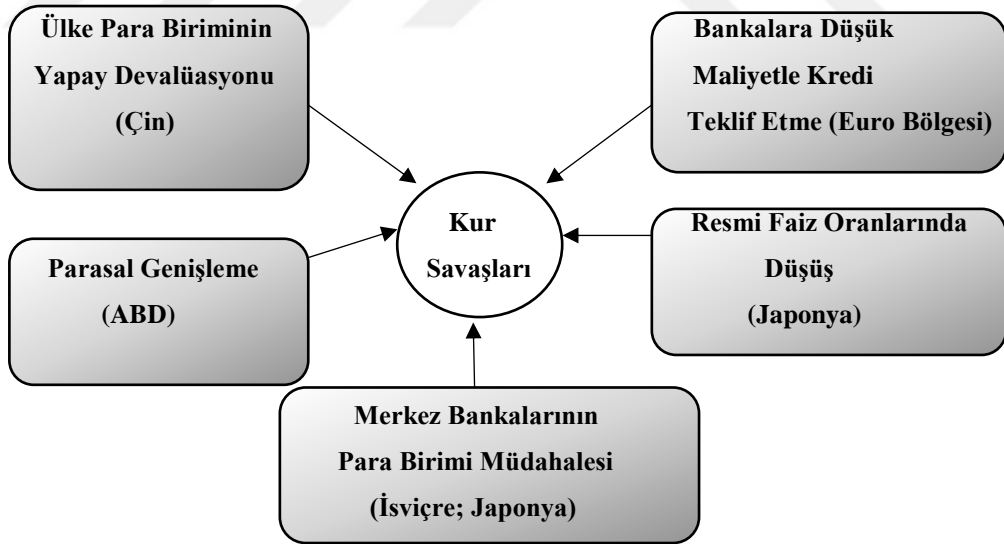 Ülke Para Biriminin
Yapay Devalüasyonu
(Çin)
Bankalara Düşük
Maliyetle Kredi
Teklif Etme (Euro Bölgesi)
Kur
Savaşları
Parasal Genişleme
(ABD)
Resmi Faiz Oranlarında
Düşüş
(Japonya)
Merkez Bankalarının
Para Birimi Müdahalesi
(İsviçre; Japonya)